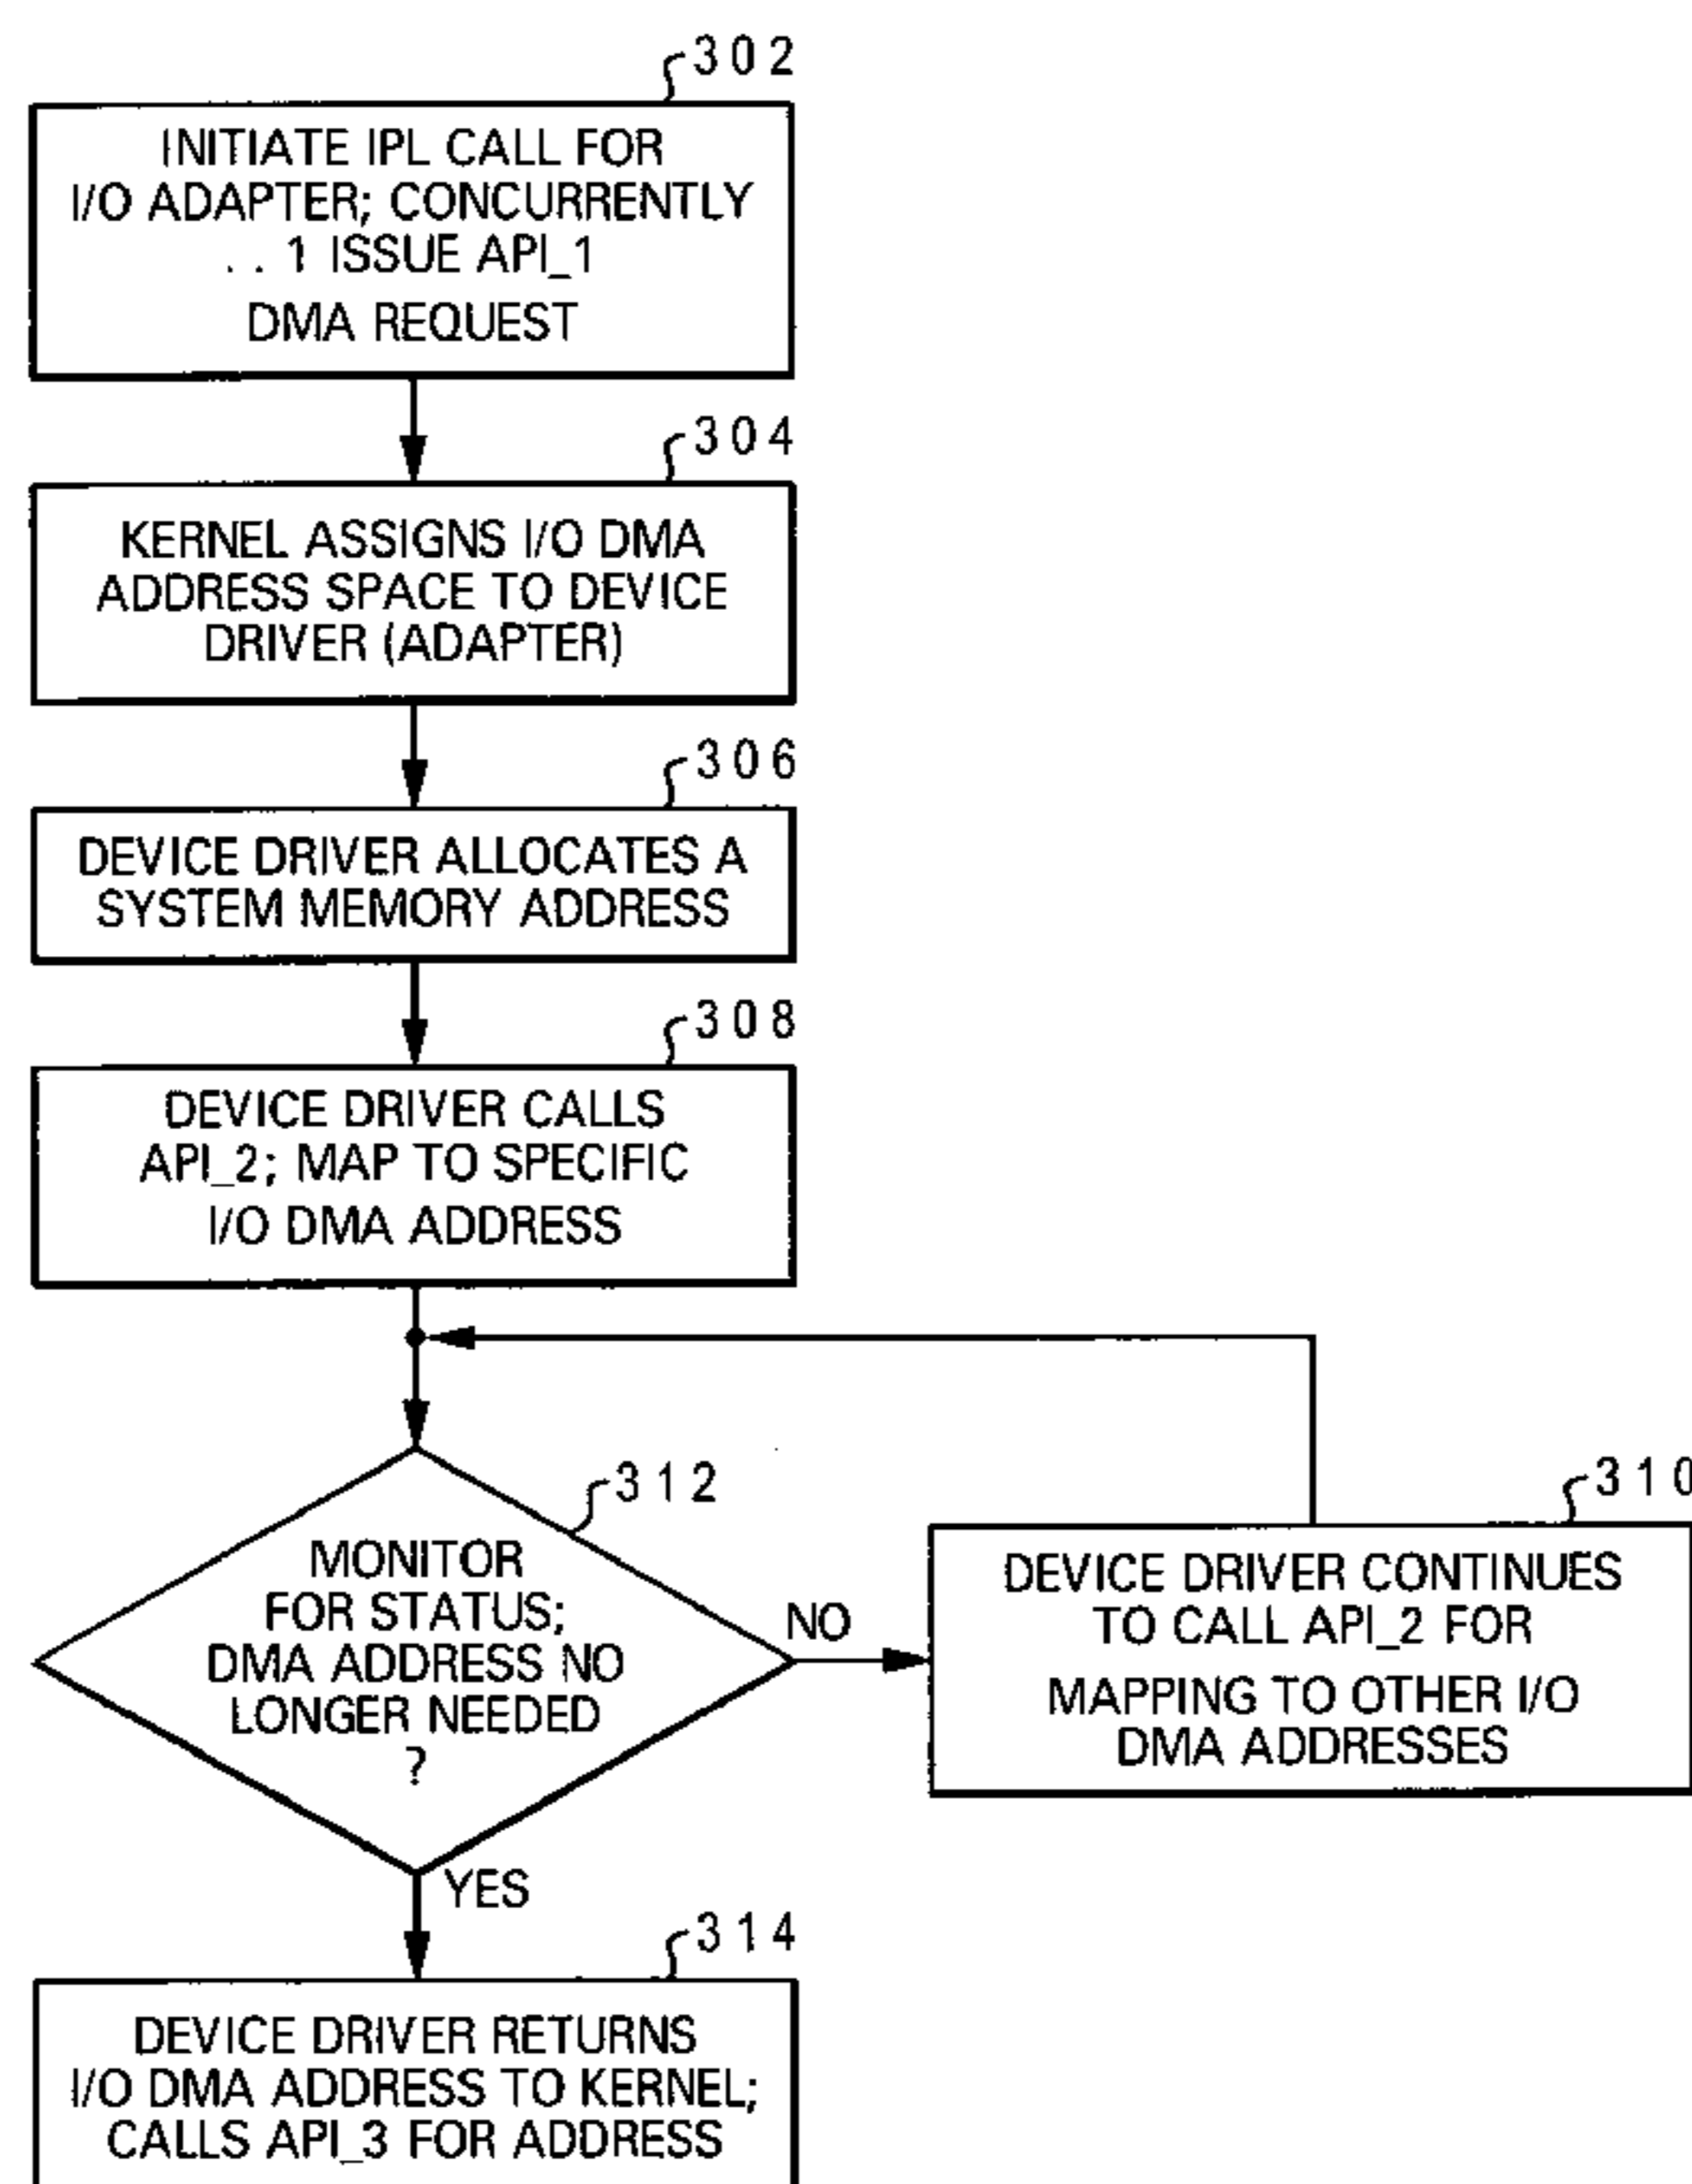 302
INITIATE IPL CALL FOR
I/O ADAPTER; CONCURRENTLY
. . 1 ISSUE API_1
DMA REQUEST
304
KERNEL ASSIGNS I/O DMA
ADDRESS SPACE TO DEVICE
DRIVER (ADAPTER)
306
DEVICE DRIVER ALLOCATES A
SYSTEM MEMORY ADDRESS
308
DEVICE DRIVER CALLS
API_2; MAP TO SPECIFIC
I/O DMA ADDRESS
312
MONITOR
FOR STATUS;
DMA ADDRESS NO
LONGER NEEDED
?
NO
310
DEVICE DRIVER CONTINUES
TO CALL API_2 FOR
MAPPING TO OTHER I/O
DMA ADDRESSES
YES
314
DEVICE DRIVER RETURNS
I/O DMA ADDRESS TO KERNEL;
CALLS API_3 FOR ADDRESS